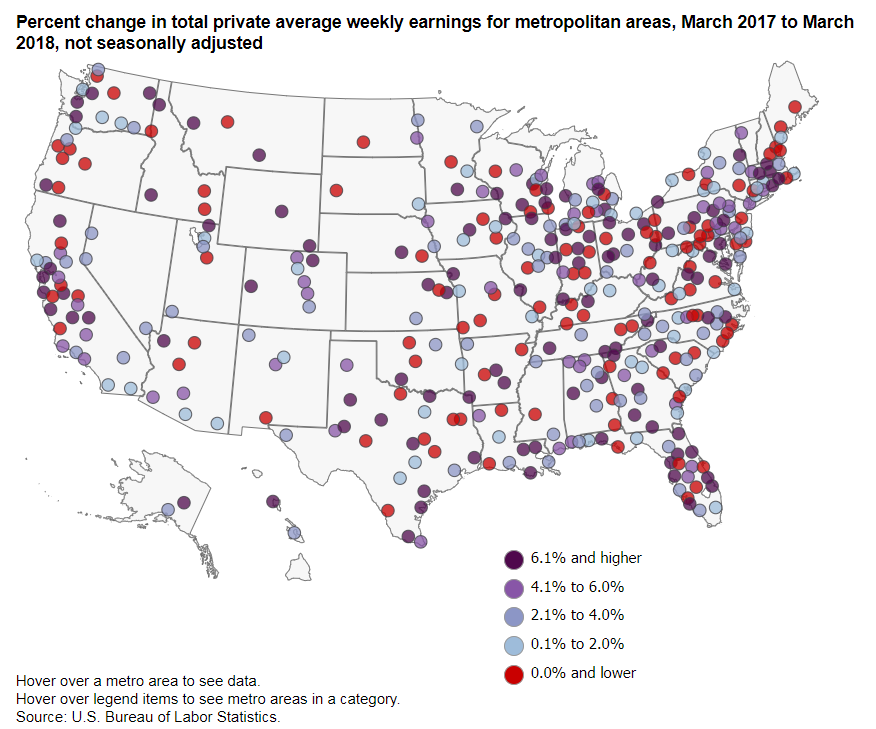 Percent change in total private average weekly earnings for metropolitan areas, March 2017 to March
2018, not seasonally adjusted
6.1% and higher
4.1% to 6.0%
2.1% to 4.0%
0.1% to 2.0%
0.0% and lower
Hover over a metro area to see data.
Hover over legend items to see metro areas in a category.
Source: U.S. Bureau of Labor Statistics.